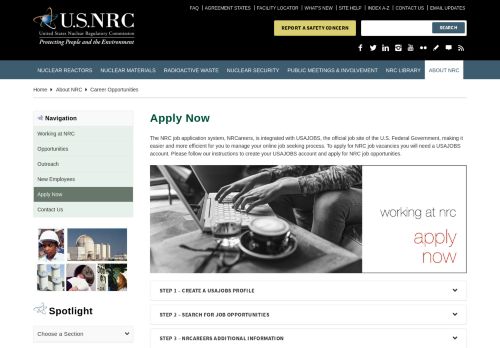 FAQ | AGREEMENT STATES | FACILITY LOCATOR | WHAT'S NEW | SITE HELP | INDEX A-Z | CONTACT US | EMAIL UPDATES
U.S.NRC
United States Nuclear Regulatory Commission
Protecting People and the Environment
REPORT A SAFETY CONCERN
SEARCH
NUCLEAR REACTORS NUCLEAR MATERIALS RADIOACTIVE WASTE NUCLEAR SECURITY PUBLIC MEETINGS & INVOLVEMENT NRC LIBRARY ABOUT NRC
Home About NRC Career Opportunities
Navigation
Working at NRC
Opportunities
Outreach
New Employees
Apply Now
Contact Us
Spotlight
Choose a Section
Apply Now
The NRC job application system, NRCareers, is integrated with USAJOBS, the official job site of the U.S. Federal Government, making it
easier and more efficient for you to manage your online job seeking process. To apply for NRC job vacancies you will need a USAJOBS
account. Please follow our instructions to create your USAJOBS account and apply for NRC job opportunities.
working at nrc
apply
now
STEP 1 - CREATE A USAJOBS PROFILE
STEP 2 - SEARCH FOR JOB OPPORTUNITIES
STEP 3 - NRCAREERS ADDITIONAL INFORMATION